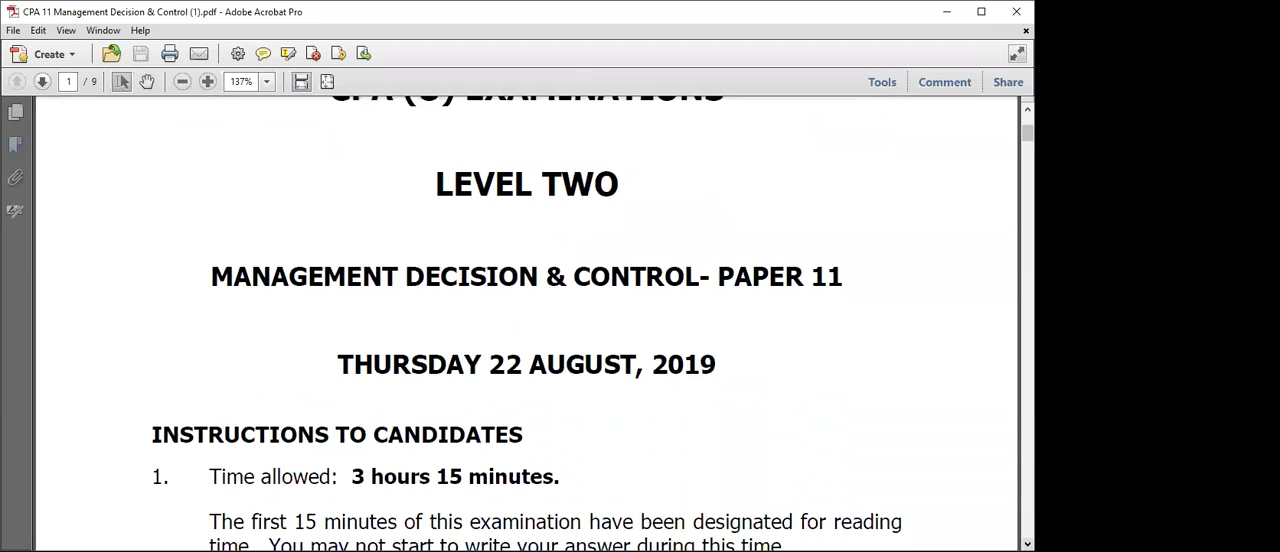 CPA 11 Management Decision & Control (1).pdf - Adobe Acrobat Pro
File Edit View Window Help
Create
1 / 9 137% Tools Comment Share
CPA (U) EXAMINATIONS
LEVEL TWO
MANAGEMENT DECISION & CONTROL- PAPER 11
THURSDAY 22 AUGUST, 2019
INSTRUCTIONS TO CANDIDATES
1. Time allowed: 3 hours 15 minutes.
The first 15 minutes of this examination have been designated for reading
time. You may not start to write your answer during this time.